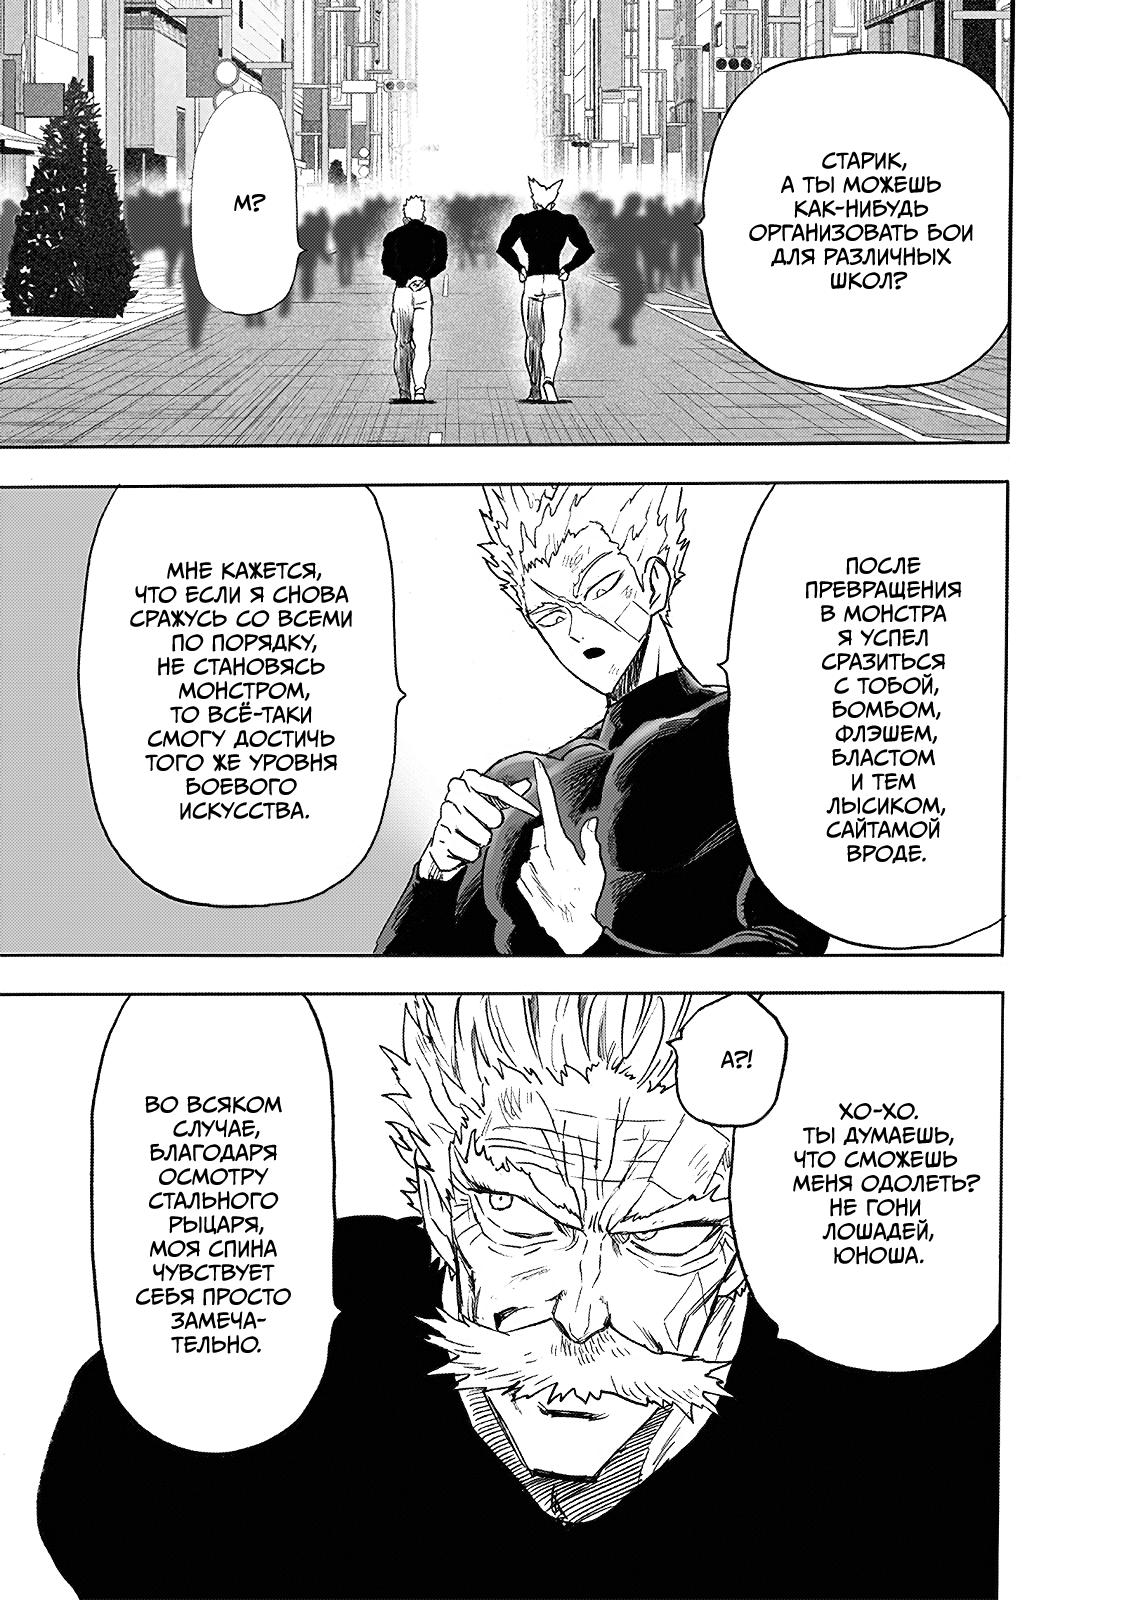 СТАРИК,
А ТЫ МОЖЕШЬ
КАК-НИБУДЬ
ОРГАНИЗОВАТЬ БОИ
ДЛЯ РАЗЛИЧНЫХ
ШКОЛ?
М?
ПОСЛЕ
ПРЕВРАЩЕНИЯ
В МОНСТРА
Я УСПЕЛ
СРАЗИТЬСЯ
С ТОБОЙ,
БОМБОМ,
ФЛЭШЕМ,
БЛАСТОМ
И ТЕМ
ЛЫСИКОМ,
САЙТАМОЙ
ВРОДЕ.
МНЕ КАЖЕТСЯ,
ЧТО ЕСЛИ Я СНОВА
СРАЖУСЬ СО ВСЕМИ
ПО ПОРЯДКУ,
НЕ СТАНОВЯСЬ
МОНСТРОМ,
ТО ВСЁ-ТАКИ
СМОГУ ДОСТИЧЬ
ТОГО ЖЕ УРОВНЯ
БОЕВОГО
ИСКУССТВА.
А?!
ХО-ХО.
ТЫ ДУМАЕШЬ,
ЧТО СМОЖЕШЬ
МЕНЯ ОДОЛЕТЬ?
НЕ ГОНИ
ЛОШАДЕЙ,
ЮНОША.
ВО ВСЯКОМ
СЛУЧАЕ,
БЛАГОДАРЯ
ОСМОТРУ
СТАЛЬНОГО
РЫЦАРЯ,
МОЯ СПИНА
ЧУВСТВУЕТ
СЕБЯ ПРОСТО
ЗАМЕЧА-
ТЕЛЬНО.